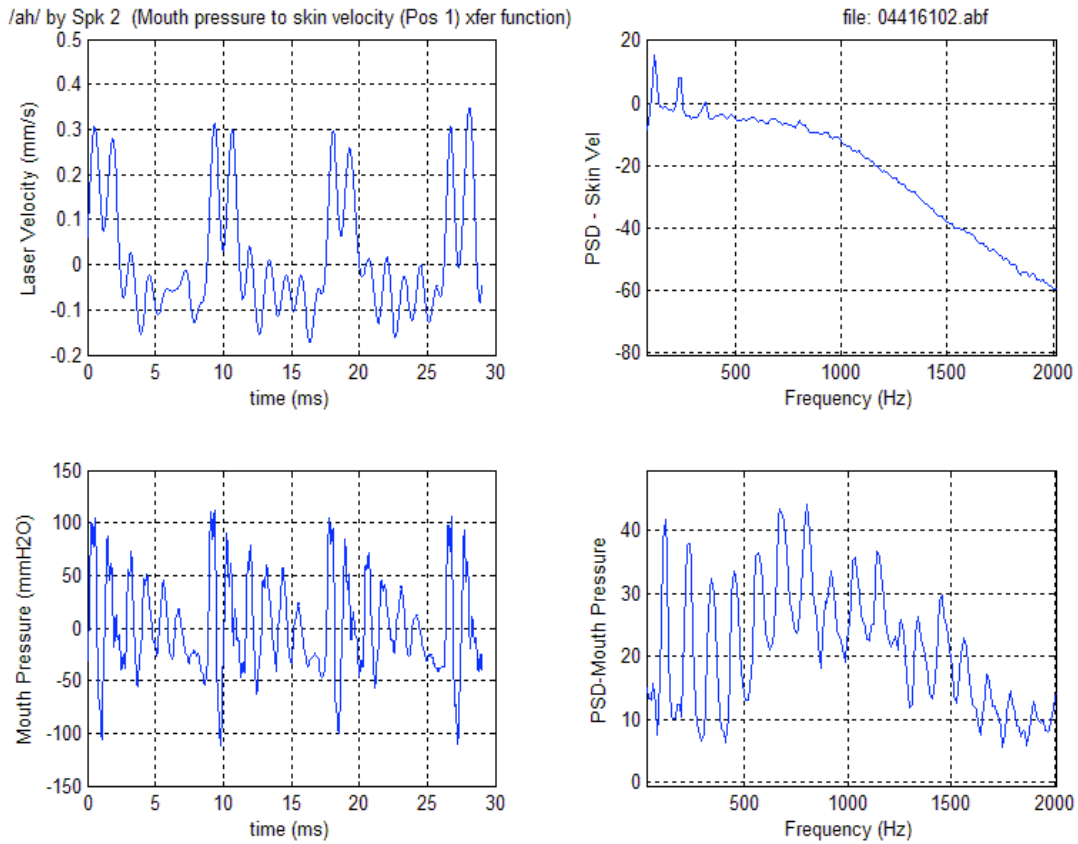 /ah/ by Spk 2 (Mouth pressure to skin velocity (Pos 1) xfer function)
file: 04416102.abf
Laser Velocity (mm/s)
0.5
0.4
0.3
0.2
0.1
0
-0.1
-0.2
0 5 10 15 20 25 30
time (ms)
PSD - Skin Vel
20
0
-20
-40
-60
-80
500 1000 1500 2000
Frequency (Hz)
Mouth Pressure (mmH2O)
150
100
50
0
-50
-100
-150
0 5 10 15 20 25 30
time (ms)
PSD-Mouth Pressure
40
30
20
10
0
500 1000 1500 2000
Frequency (Hz)